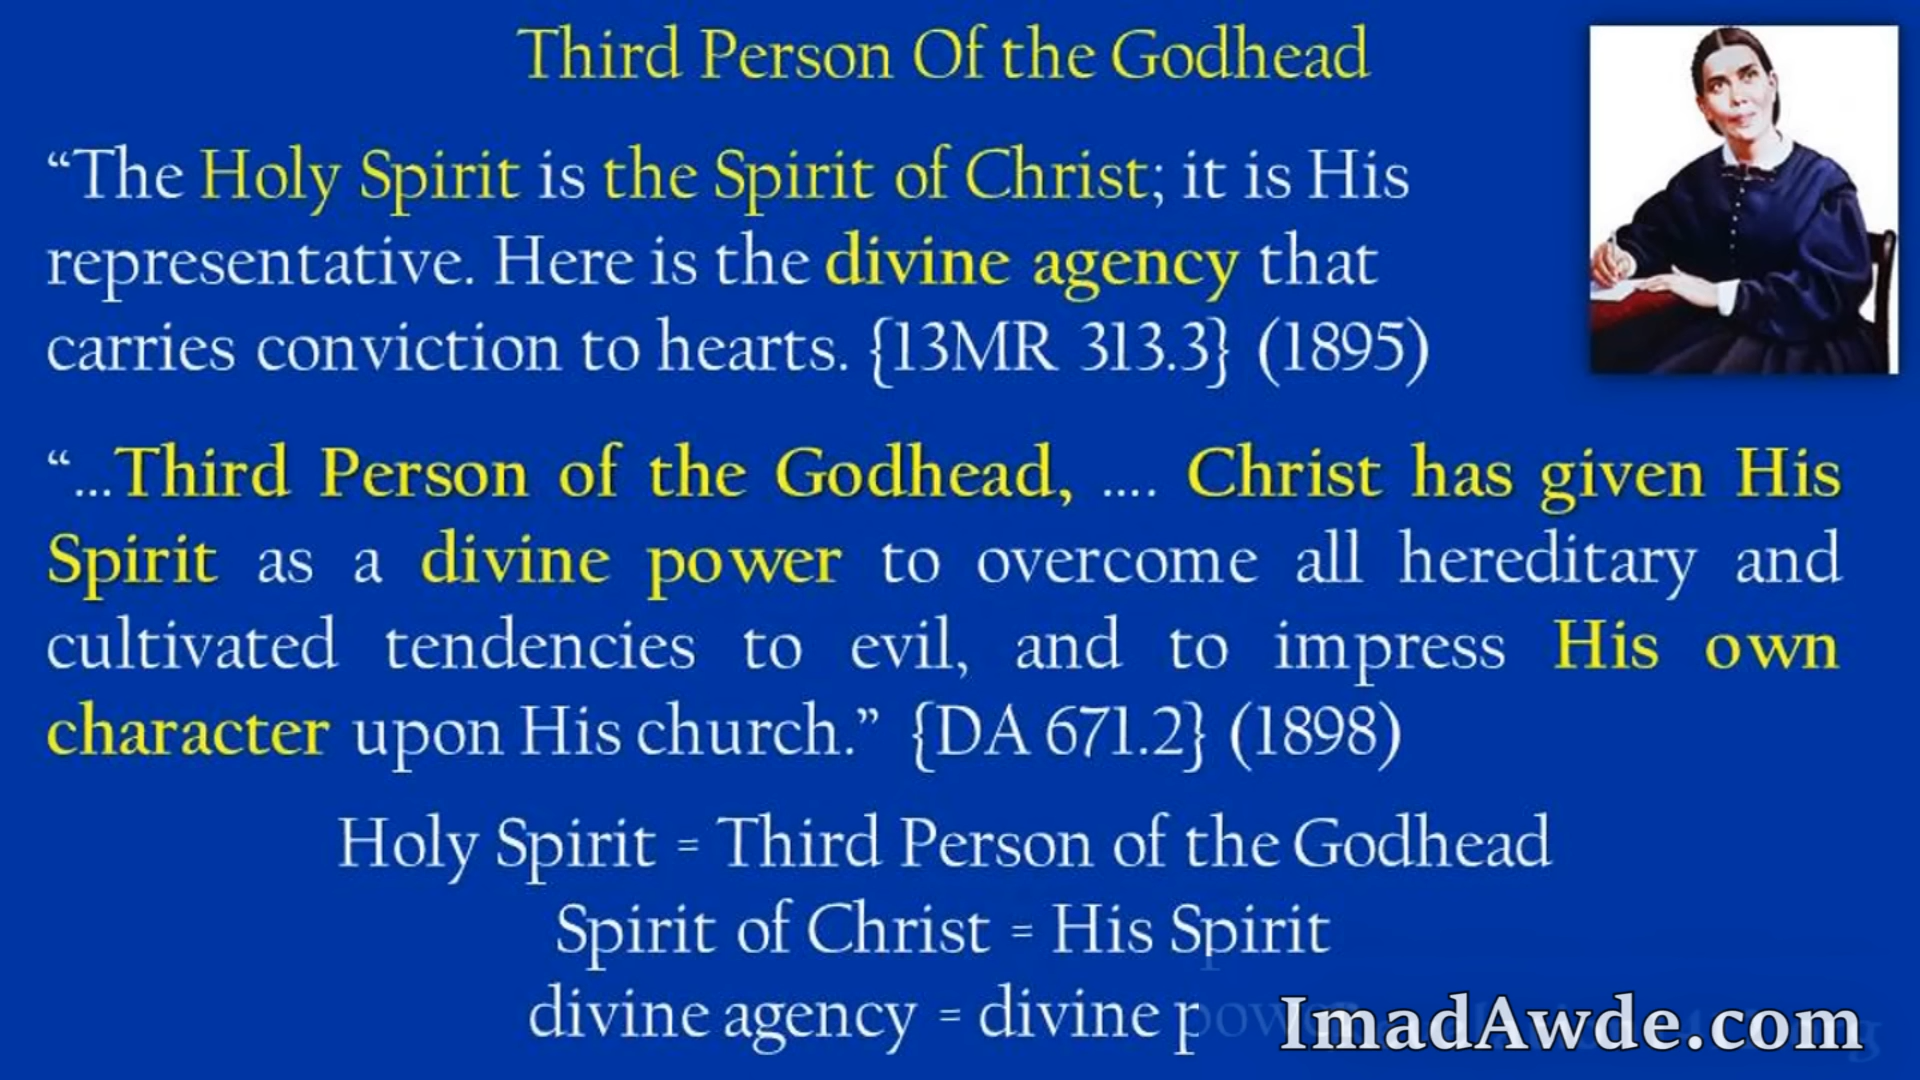 Third Person Of the Godhead
“The Holy Spirit is the Spirit of Christ; it is His
representative. Here is the divine agency that
carries conviction to hearts. {13MR 313.3} (1895)
“...Third Person of the Godhead, .... Christ has given His
Spirit as a divine power to overcome all hereditary and
cultivated tendencies to evil, and to impress His own
character upon His church.” {DA 671.2} (1898)
Holy Spirit = Third Person of the Godhead
Spirit of Christ = His Spirit
divine agency = divine power
ImadAwde.com